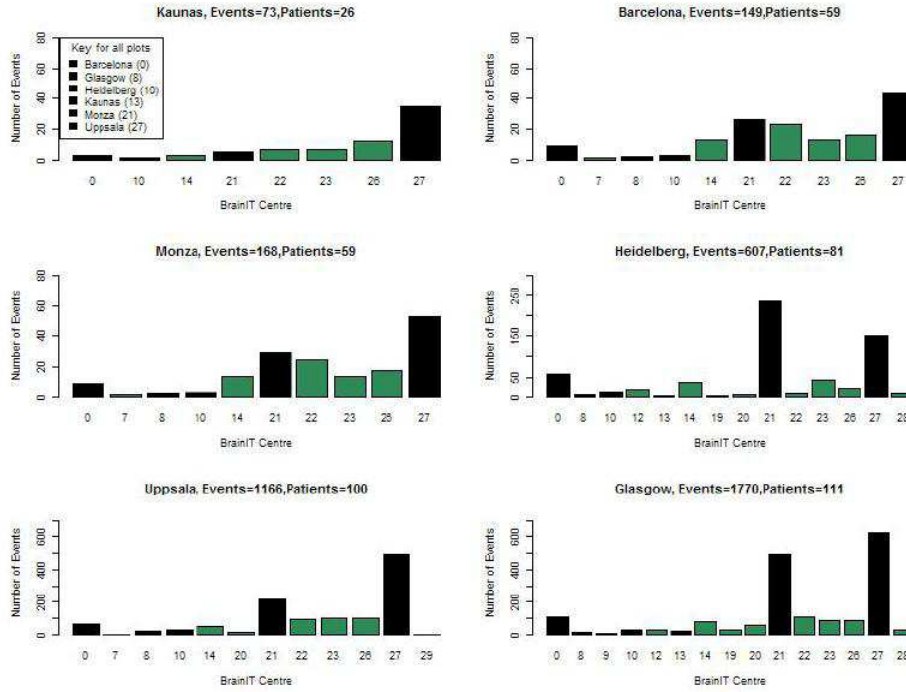 Kaunas, Events=73,Patients=26
Number of Events
0 20 40 60 80
Key for all plots
Barcelona (0)
Glasgow (8)
Heidelberg (10)
Kaunas (13)
Monza (21)
Uppsala (27)
0 10 14 21 22 23 26 27
BrainIT Centre
Barcelona, Events=149,Patients=59
Number of Events
0 20 40 60 80
0 7 8 10 14 21 22 23 26 27
BrainIT Centre
Monza, Events=168,Patients=59
Number of Events
0 20 40 60 80
0 7 8 10 14 21 22 23 26 27
BrainIT Centre
Heidelberg, Events=607,Patients=81
Number of Events
0 50 150 250
0 8 10 12 13 14 19 20 21 22 23 26 27 28
BrainIT Centre
Uppsala, Events=1166,Patients=100
Number of Events
0 200 400 600
0 7 8 10 14 20 21 22 23 26 27 29
BrainIT Centre
Glasgow, Events=1770,Patients=111
Number of Events
0 200 400 600
0 8 9 10 12 13 14 19 20 21 22 23 26 27 28
BrainIT Centre